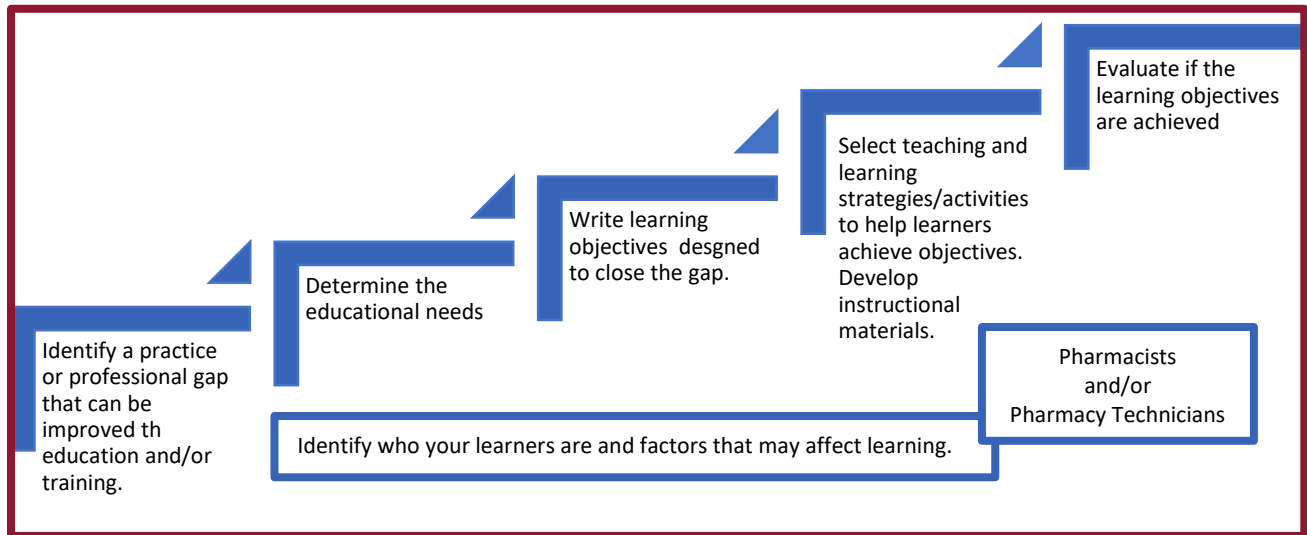 Identify a practice
or professional gap
that can be
improved th
education and/or
training.
Determine the
educational needs
Write learning
objectives desgned
to close the gap.
Select teaching and
learning
strategies/activities
to help learners
achieve objectives.
Develop
instructional
materials.
Evaluate if the
learning objectives
are achieved
Identify who your learners are and factors that may affect learning.
Pharmacists
and/or
Pharmacy Technicians